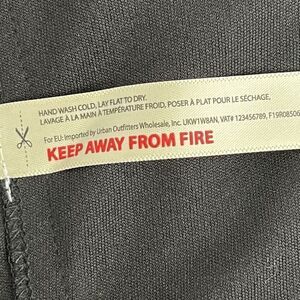 HAND WASH COLD, LAY FLAT TO DRY.
LAVAGE À LA MAIN À TEMPÉRATURE FROID, POSER À PLAT POUR LE SÉCHAGE.
For EU: Imported by Urban Outfitters Wholesale, Inc. UKW1W8AN, VAT# 123456789, F19R08506
KEEP AWAY FROM FIRE